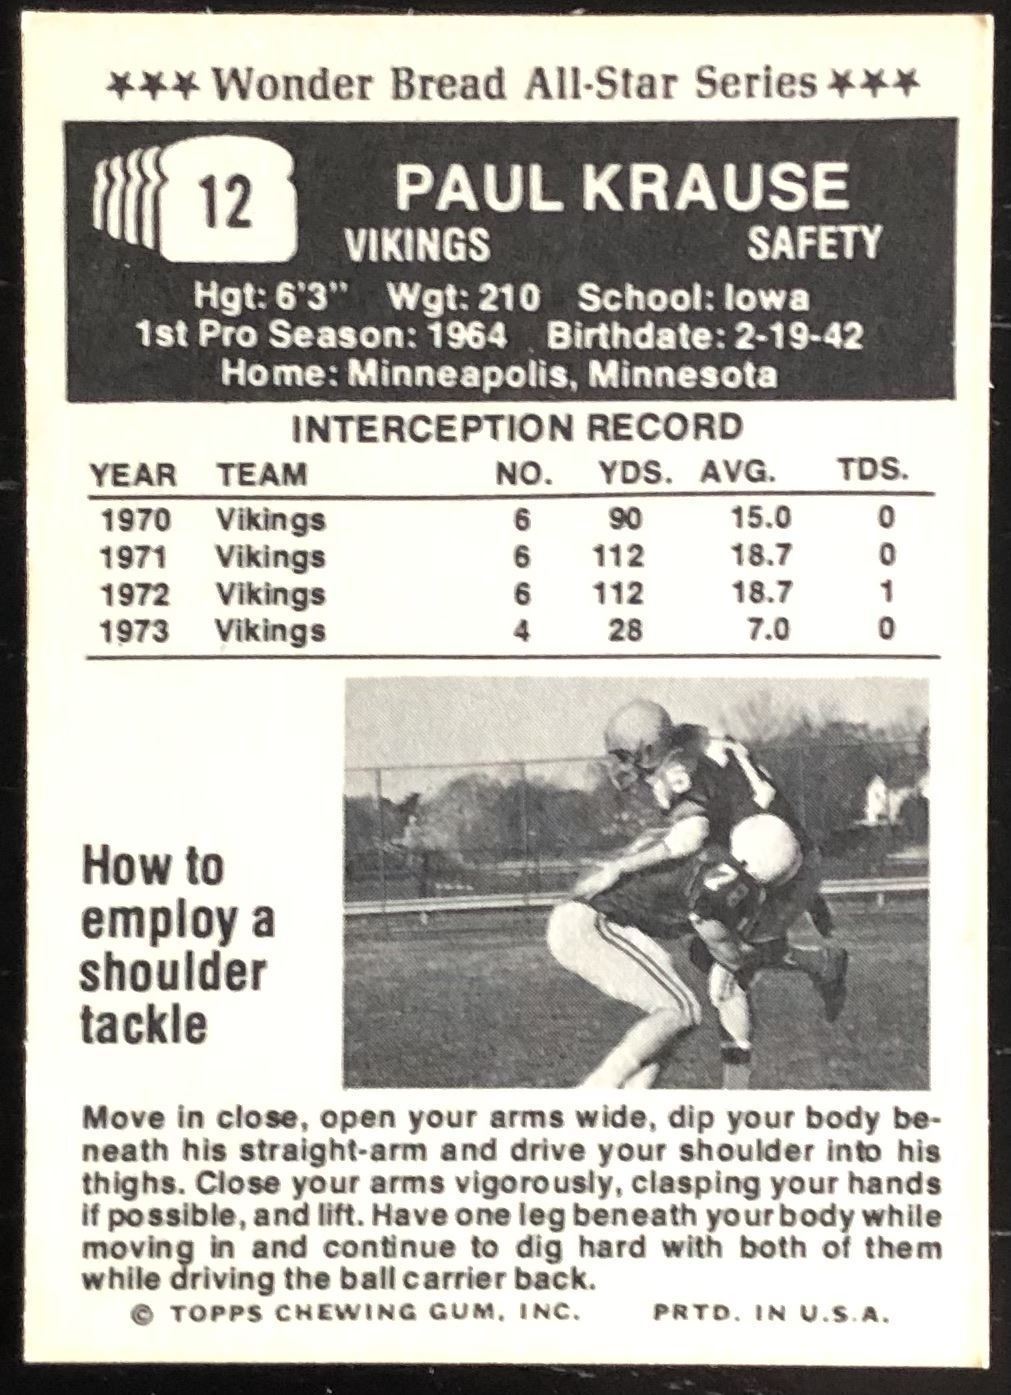 ★★★ Wonder Bread All-Star Series ★★★
12
PAUL KRAUSE
VIKINGS SAFETY
Hgt: 6'3" Wgt: 210 School: Iowa
1st Pro Season: 1964 Birthdate: 2-19-42
Home: Minneapolis, Minnesota
INTERCEPTION RECORD
YEAR TEAM NO. YDS. AVG. TDS.
1970 Vikings 6 90 15.0 0
1971 Vikings 6 112 18.7 0
1972 Vikings 6 112 18.7 1
1973 Vikings 4 28 7.0 0
How to
employ a
shoulder
tackle
Move in close, open your arms wide, dip your body be-
neath his straight-arm and drive your shoulder into his
thighs. Close your arms vigorously, clasping your hands
if possible, and lift. Have one leg beneath your body while
moving in and continue to dig hard with both of them
while driving the ball carrier back.
© TOPPS CHEWING GUM, INC. PRTD. IN U.S.A.